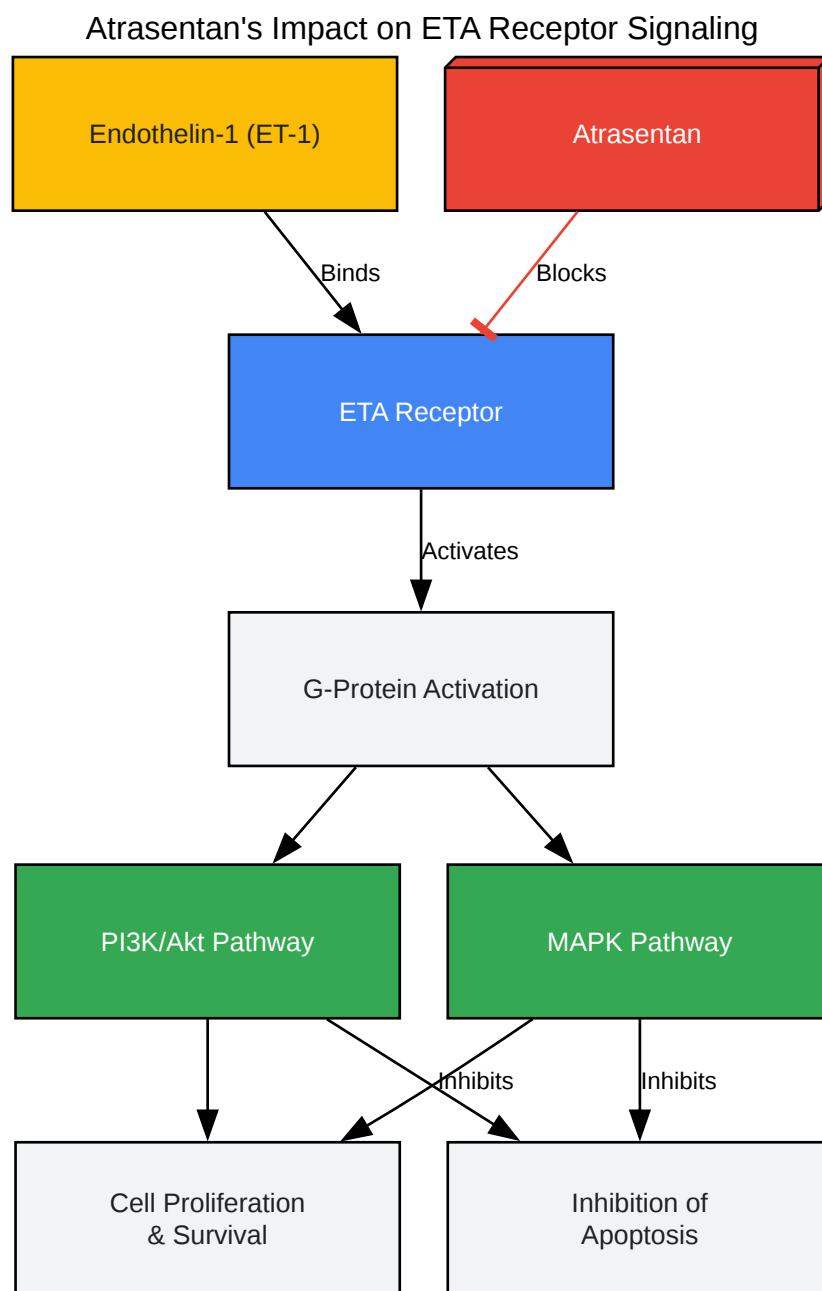 Atrasentan's Impact on ETA Receptor Signaling
Endothelin-1 (ET-1)
Atrasentan
Binds
Blocks
ETA Receptor
Activates
G-Protein Activation
PI3K/Akt Pathway
MAPK Pathway
Inhibits
Inhibits
Cell Proliferation
& Survival
Inhibition of
Apoptosis